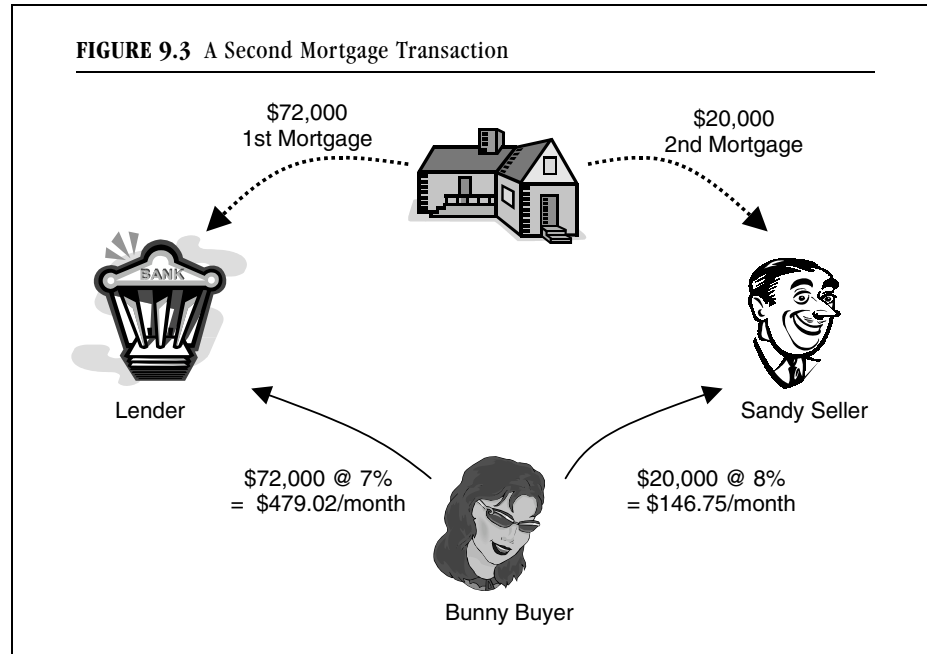 FIGURE 9.3 A Second Mortgage Transaction
$72,000
1st Mortgage
$20,000
2nd Mortgage
BANK
Lender
Sandy Seller
$72,000 @ 7%
= $479.02/month
$20,000 @ 8%
= $146.75/month
Bunny Buyer